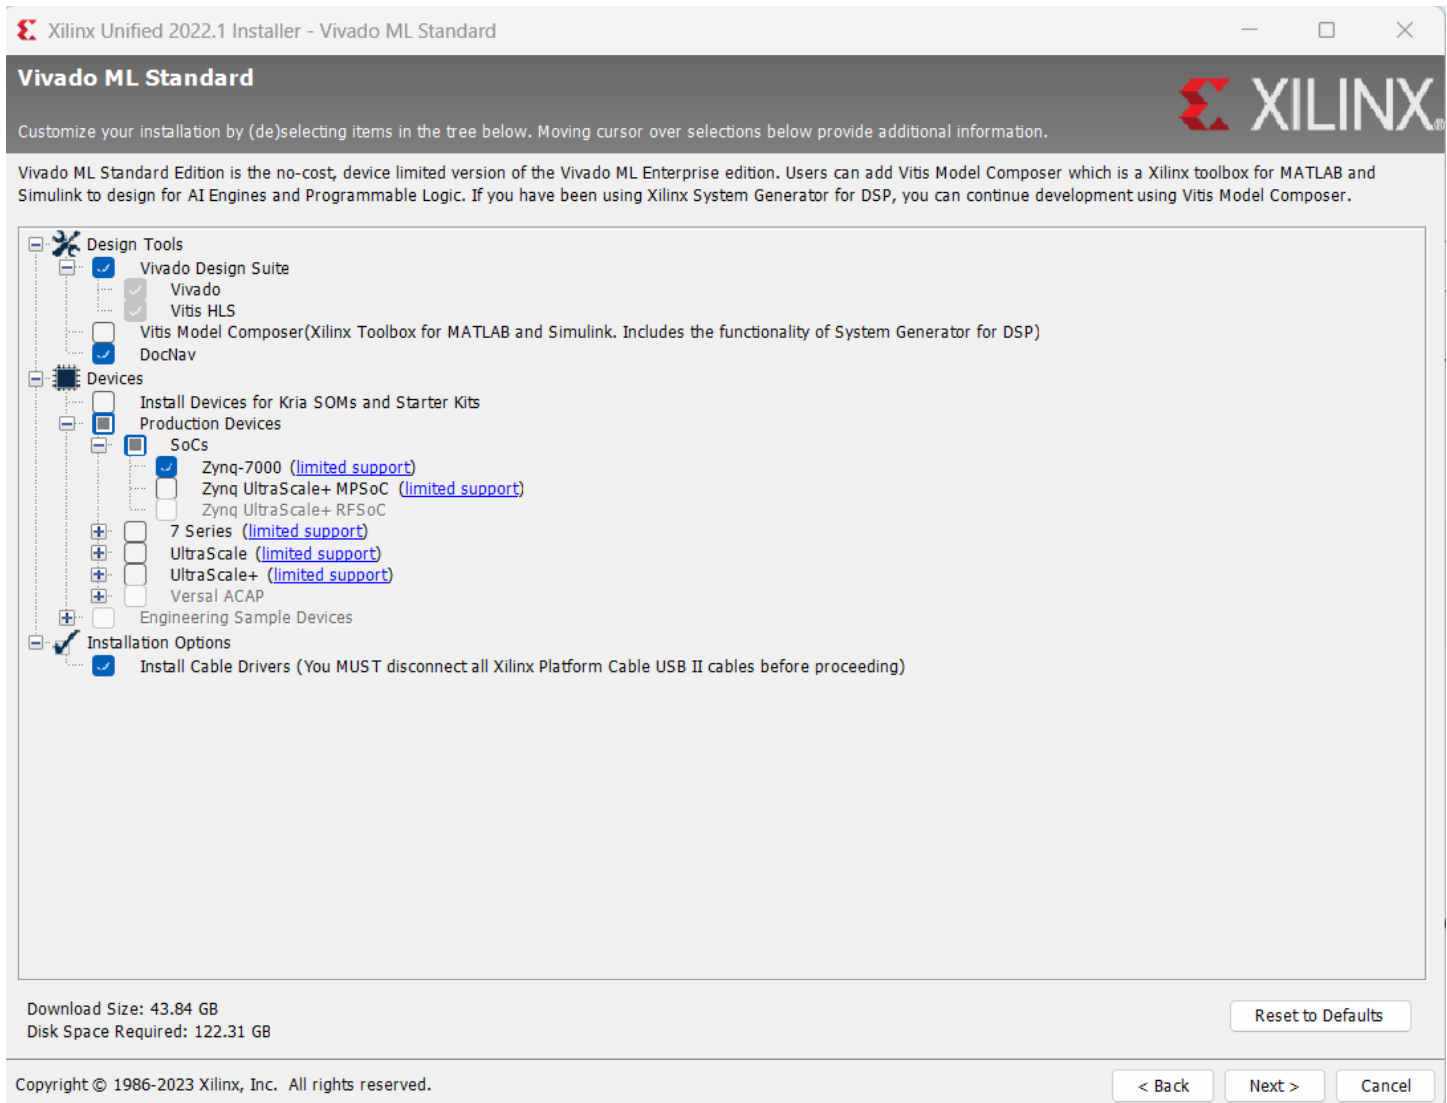 Xilinx Unified 2022.1 Installer - Vivado ML Standard
Vivado ML Standard
XILINX®
Customize your installation by (de)selecting items in the tree below. Moving cursor over selections below provide additional information.
Vivado ML Standard Edition is the no-cost, device limited version of the Vivado ML Enterprise edition. Users can add Vitis Model Composer which is a Xilinx toolbox for MATLAB and
Simulink to design for AI Engines and Programmable Logic. If you have been using Xilinx System Generator for DSP, you can continue development using Vitis Model Composer.
Design Tools
Vivado Design Suite
Vivado
Vitis HLS
Vitis Model Composer(Xilinx Toolbox for MATLAB and Simulink. Includes the functionality of System Generator for DSP)
DocNav
Devices
Install Devices for Kria SOMs and Starter Kits
Production Devices
SoCs
Zynq-7000 (limited support)
Zynq UltraScale+ MPSoC (limited support)
Zynq UltraScale+ RFSoC
7 Series (limited support)
UltraScale (limited support)
UltraScale+ (limited support)
Versal ACAP
Engineering Sample Devices
Installation Options
Install Cable Drivers (You MUST disconnect all Xilinx Platform Cable USB II cables before proceeding)
Download Size: 43.84 GB
Disk Space Required: 122.31 GB
Reset to Defaults
Copyright © 1986-2023 Xilinx, Inc. All rights reserved.
< Back
Next >
Cancel